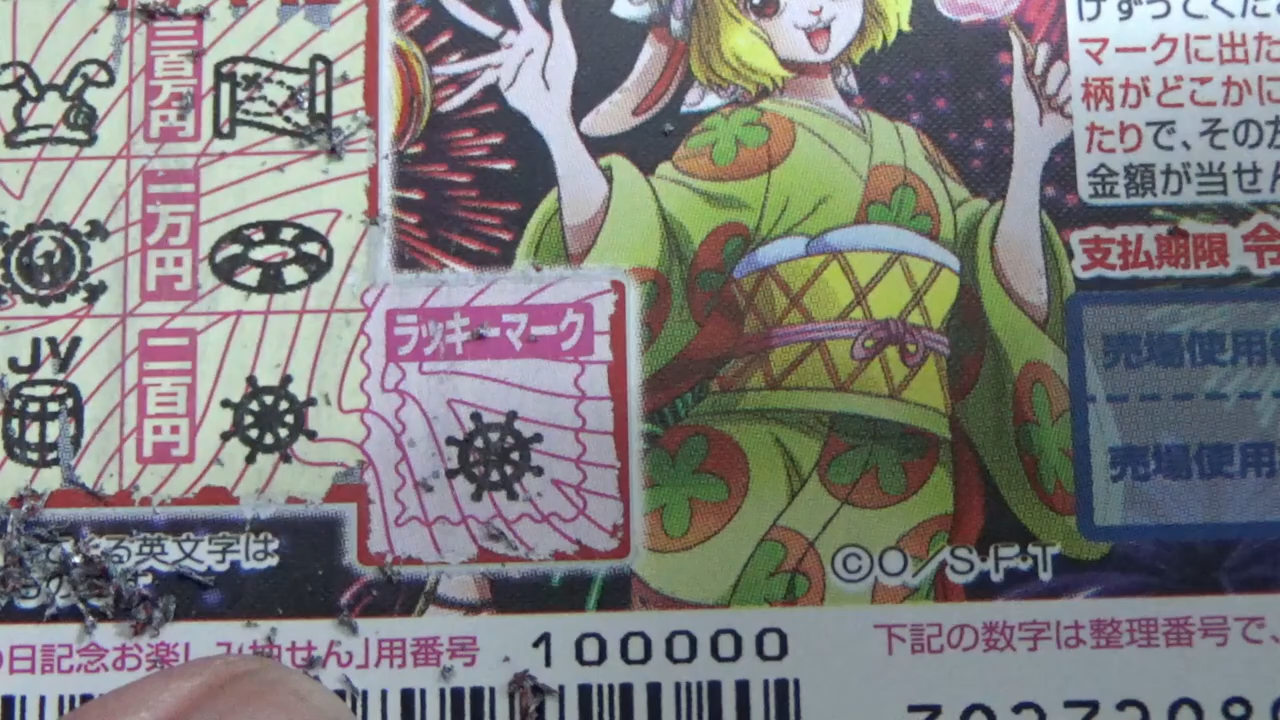 三百万円
二万円
JV
二百円
ラッキーマーク
けずってくだ
マークに出た
柄がどこかに
たりで、その
金額が当せ
支払期限 令
売場使用
売場使用
る英文字は
©O/S・F・T
日記念お楽しみ抽せん」用番号 100000
下記の数字は整理番号で、